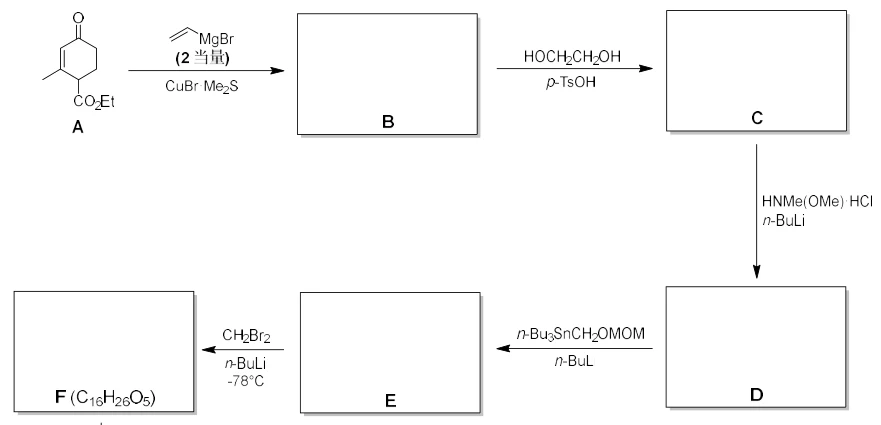 O
MgBr
(2 当量)
CuBr·Me2S
CO2Et
A
B
HOCH2CH2OH
p-TsOH
C
HNMe(OMe)·HCl
n-BuLi
D
n-Bu3SnCH2OMOM
n-BuL
E
CH2Br2
n-BuLi
-78°C
F (C16H26O5)